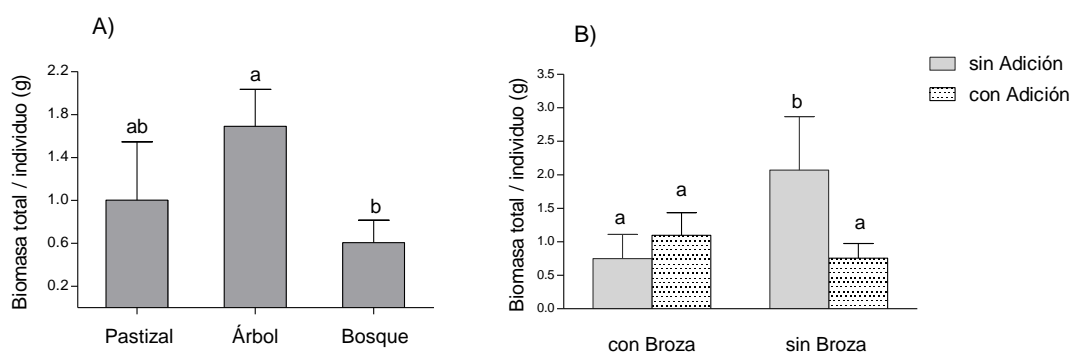 A)
Biomasa total / individuo (g)
2.2
1.8
1.4
1.0
0.6
0.2
ab
a
b
Pastizal Árbol Bosque
B)
Biomasa total / individuo (g)
3.5
3.0
2.5
2.0
1.5
1.0
0.5
0.0
a
a
b
a
con Broza sin Broza
sin Adición
con Adición